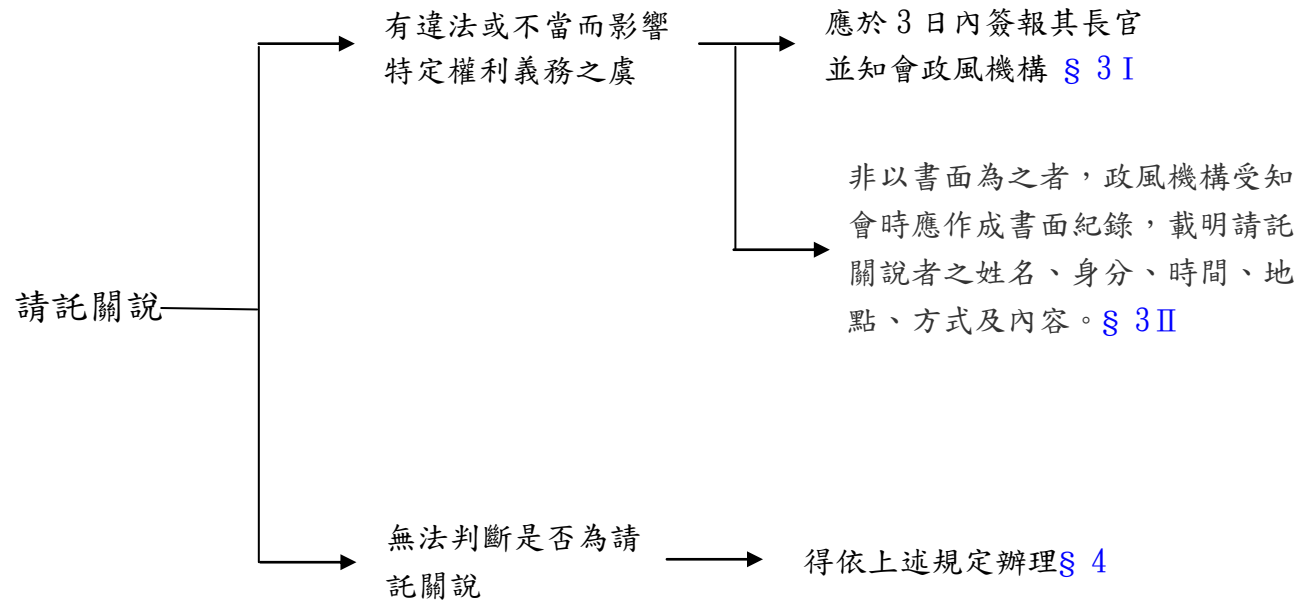 有違法或不當而影響
特定權利義務之虞
應於 3 日內簽報其長官
並知會政風機構 § 3 I
非以書面為之者，政風機構受知
會時應作成書面紀錄，載明請託
關說者之姓名、身分、時間、地
點、方式及內容。§ 3 Ⅱ
請託關說
無法判斷是否為請
託關說
得依上述規定辦理§ 4